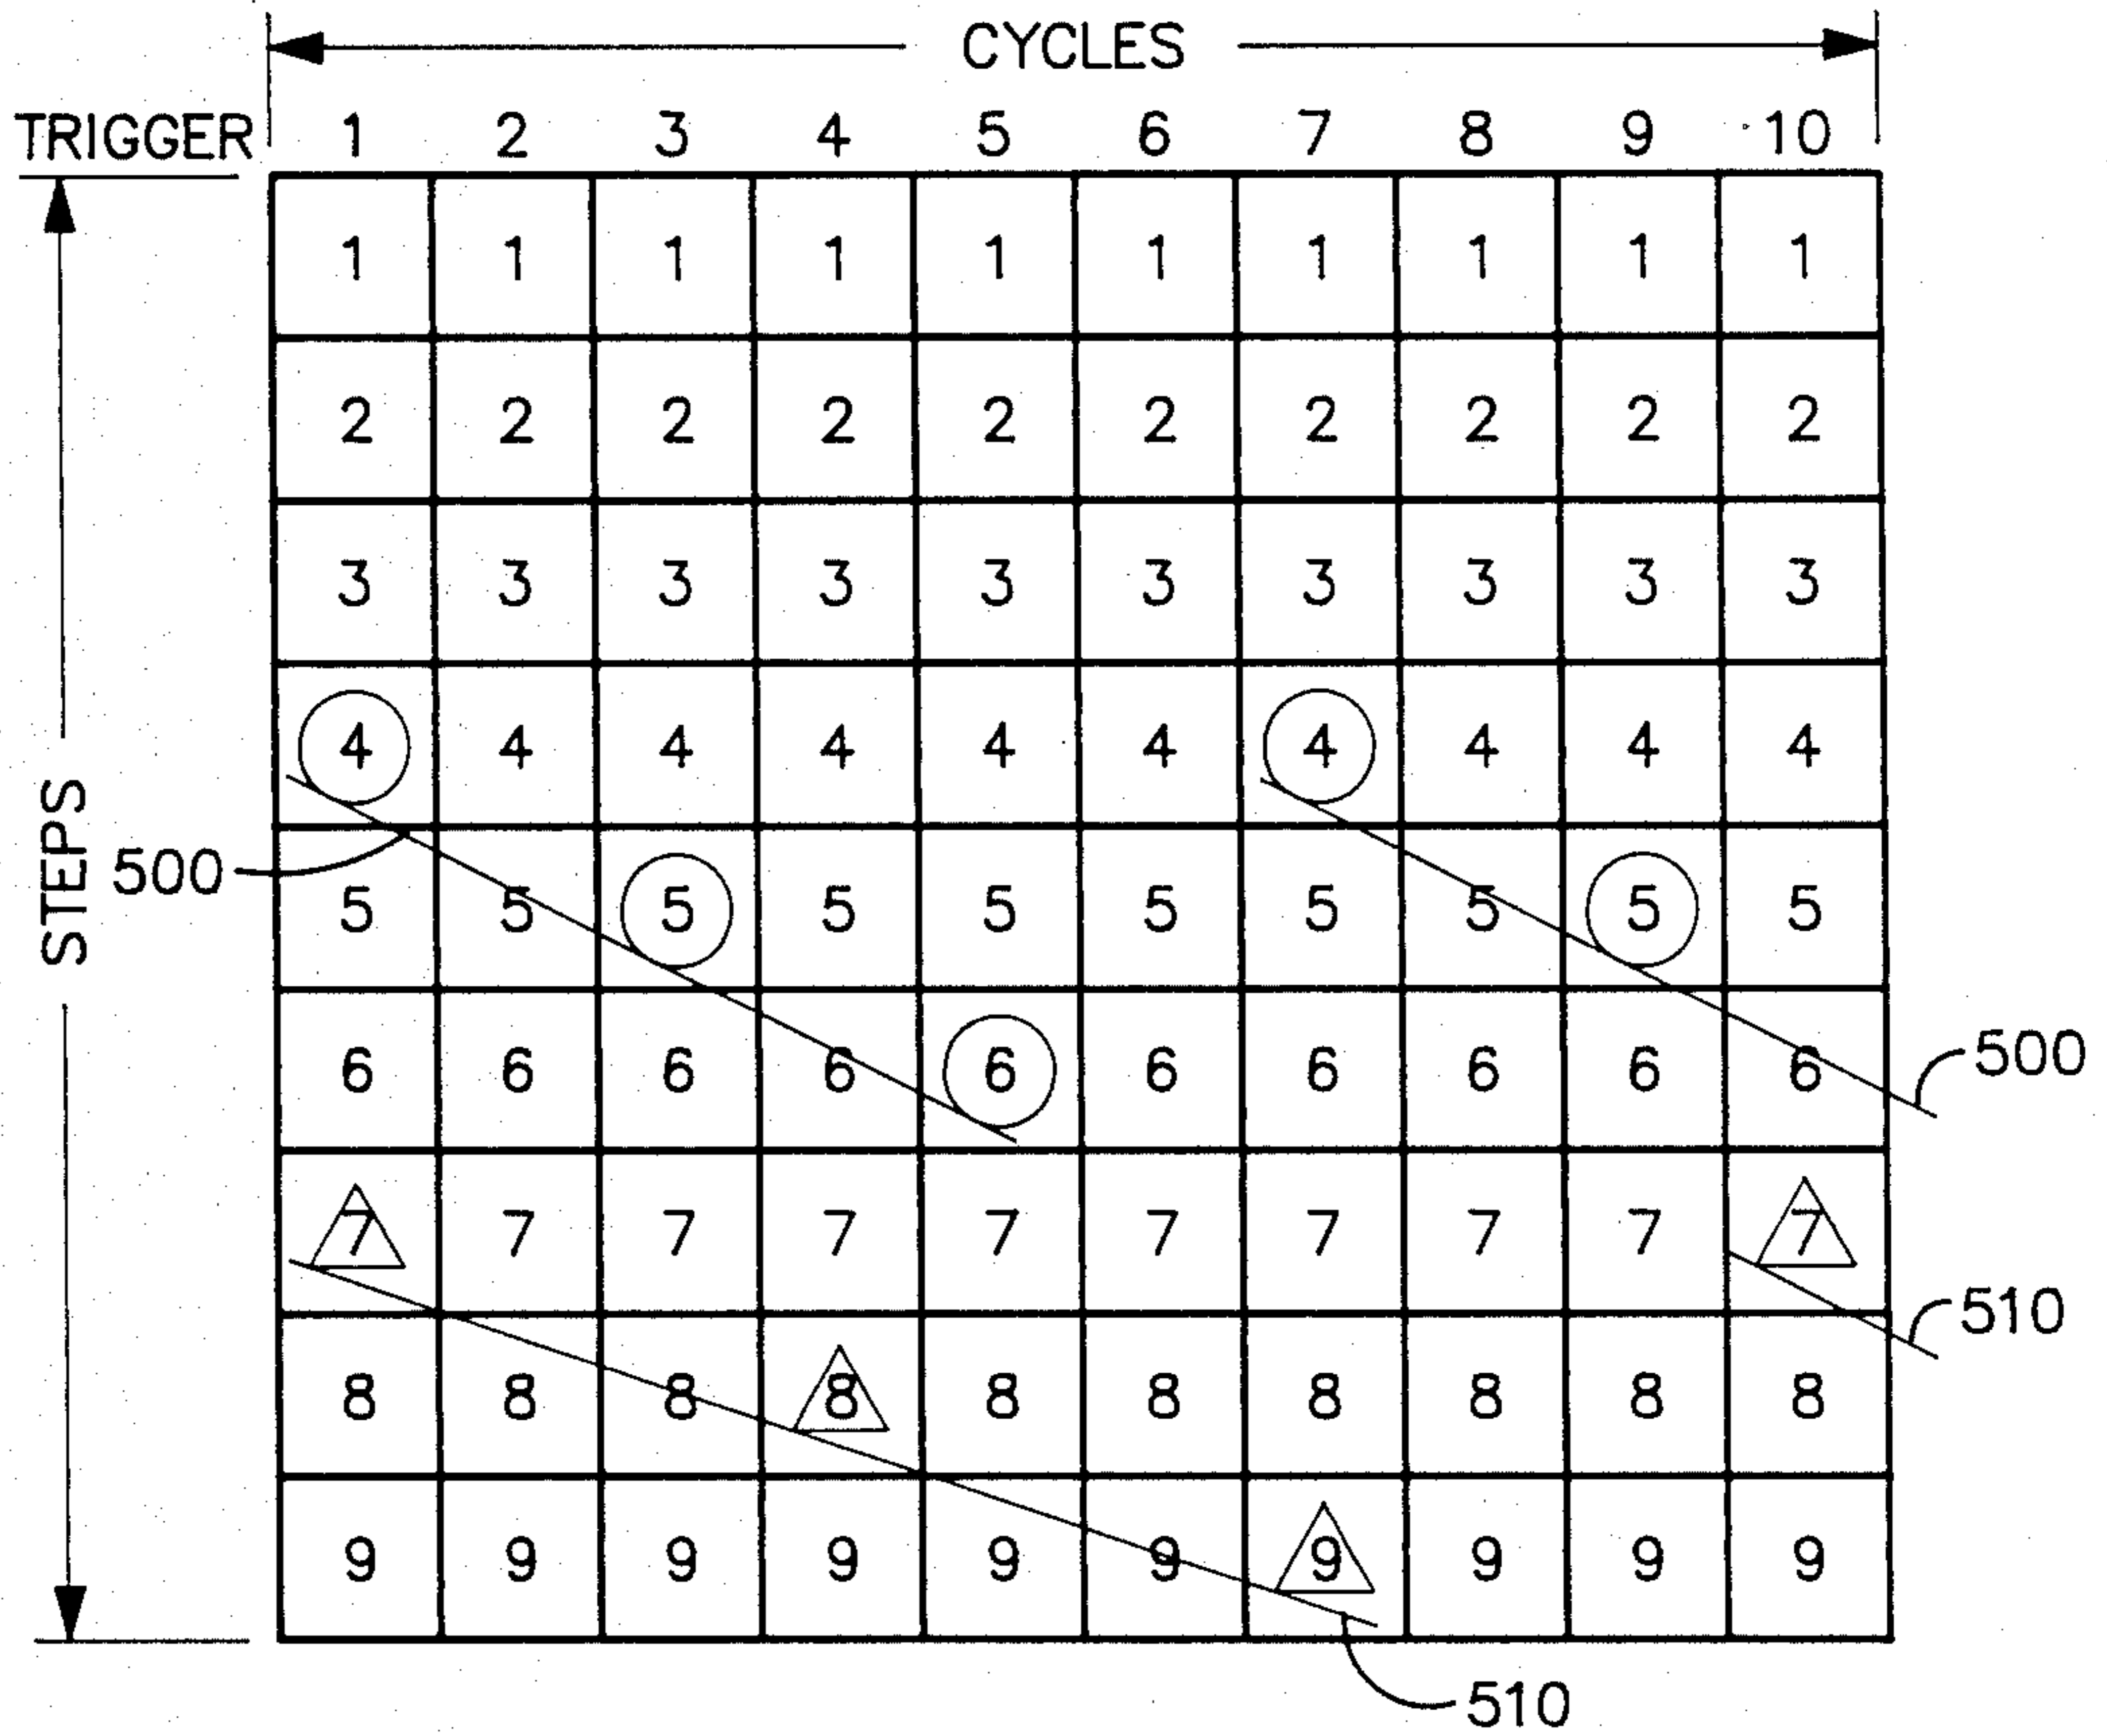 CYCLES
TRIGGER 1 2 3 4 5 6 7 8 9 10
1 1 1 1 1 1 1 1 1 1
2 2 2 2 2 2 2 2 2 2
3 3 3 3 3 3 3 3 3 3
4 4 4 4 4 4 4 4 4 4
STEPS
500
5 5 5 5 5 5 5 5 5 5
6 6 6 6 6 6 6 6 6 6
500
7 7 7 7 7 7 7 7 7 7
510
8 8 8 8 8 8 8 8 8 8
9 9 9 9 9 9 9 9 9 9
510